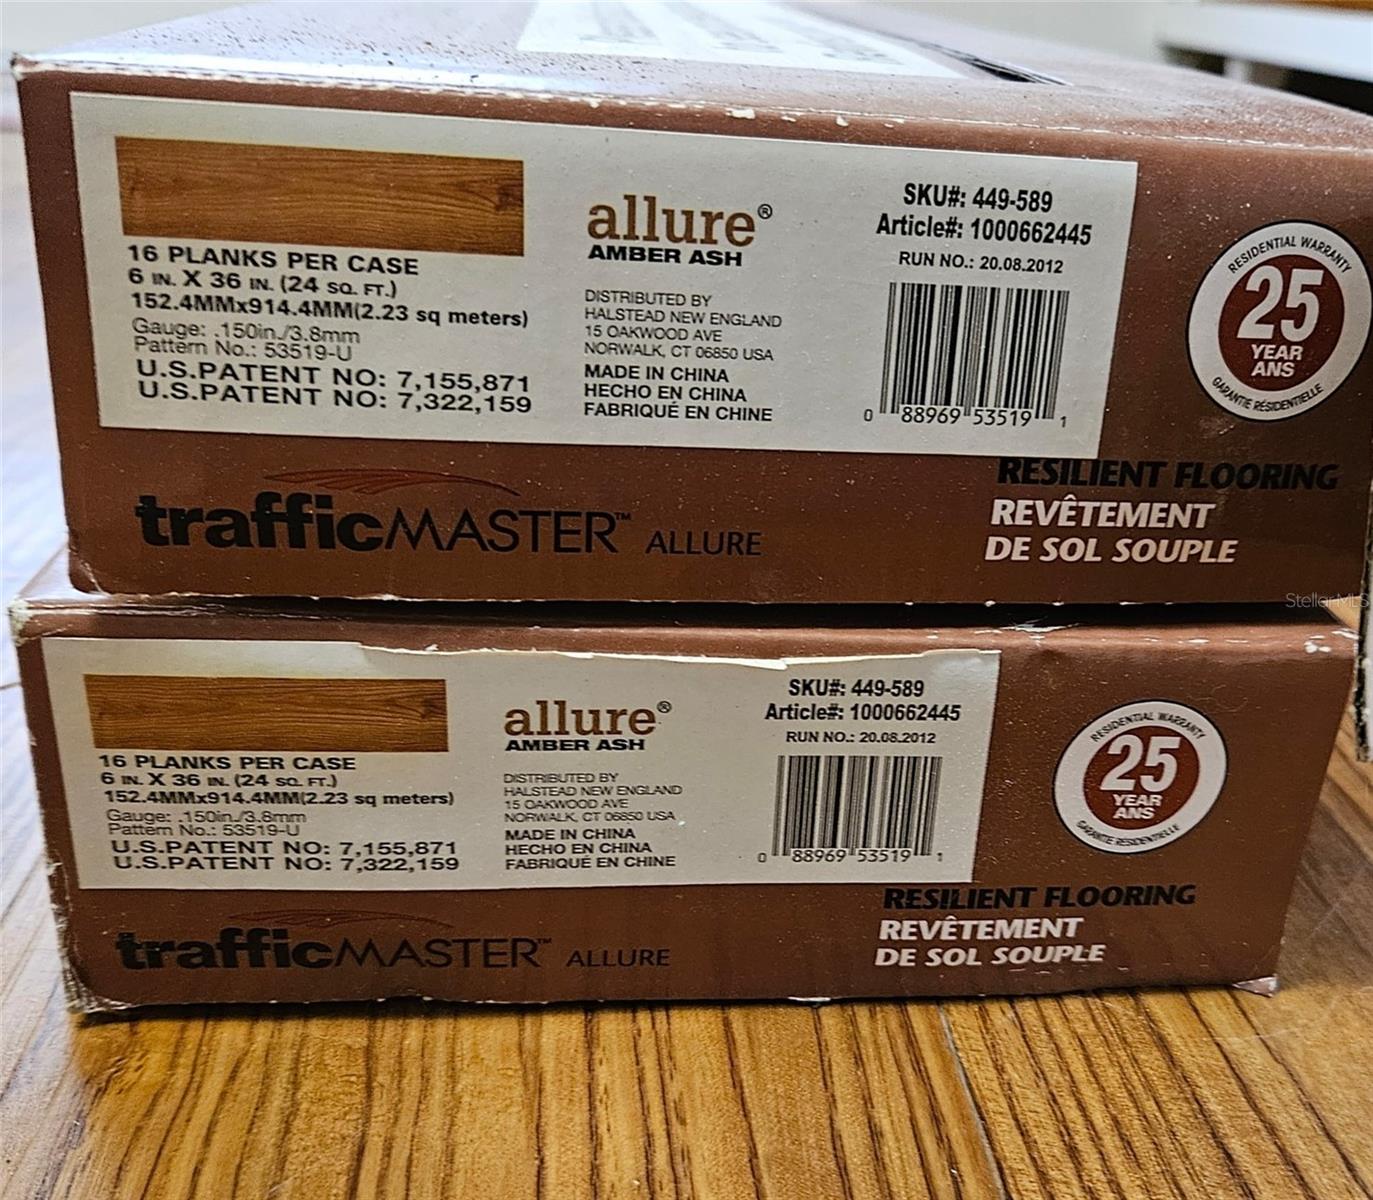 16 PLANKS PER CASE
6 IN. X 36 IN. (24 SQ. FT.)
152.4MMx914.4MM(2.23 sq meters)
Gauge: .150in./3.8mm
Pattern No.: 53519-U
U.S.PATENT NO: 7,155,871
U.S.PATENT NO: 7,322,159
allure®
AMBER ASH
DISTRIBUTED BY
HALSTEAD NEW ENGLAND
15 OAKWOOD AVE
NORWALK, CT 06850 USA
MADE IN CHINA
HECHO EN CHINA
FABRIQUÉ EN CHINE
SKU#: 449-589
Article#: 1000662445
RUN NO.: 20.08.2012
0 88969 53519 1
RESIDENTIAL WARRANTY
25
YEAR
ANS
GARANTIE RÉSIDENTIELLE
trafficMASTER™ ALLURE
RESILIENT FLOORING
REVÊTEMENT
DE SOL SOUPLE
StellarMLS
16 PLANKS PER CASE
6 IN. X 36 IN. (24 SQ. FT.)
152.4MMx914.4MM(2.23 sq meters)
Gauge: .150in./3.8mm
Pattern No.: 53519-U
U.S.PATENT NO: 7,155,871
U.S.PATENT NO: 7,322,159
allure®
AMBER ASH
DISTRIBUTED BY
HALSTEAD NEW ENGLAND
15 OAKWOOD AVE
NORWALK, CT 06850 USA
MADE IN CHINA
HECHO EN CHINA
FABRIQUÉ EN CHINE
SKU#: 449-589
Article#: 1000662445
RUN NO.: 20.08.2012
0 88969 53519 1
RESIDENTIAL WARRANTY
25
YEAR
ANS
GARANTIE RÉSIDENTIELLE
trafficMASTER™ ALLURE
RESILIENT FLOORING
REVÊTEMENT
DE SOL SOUPLE